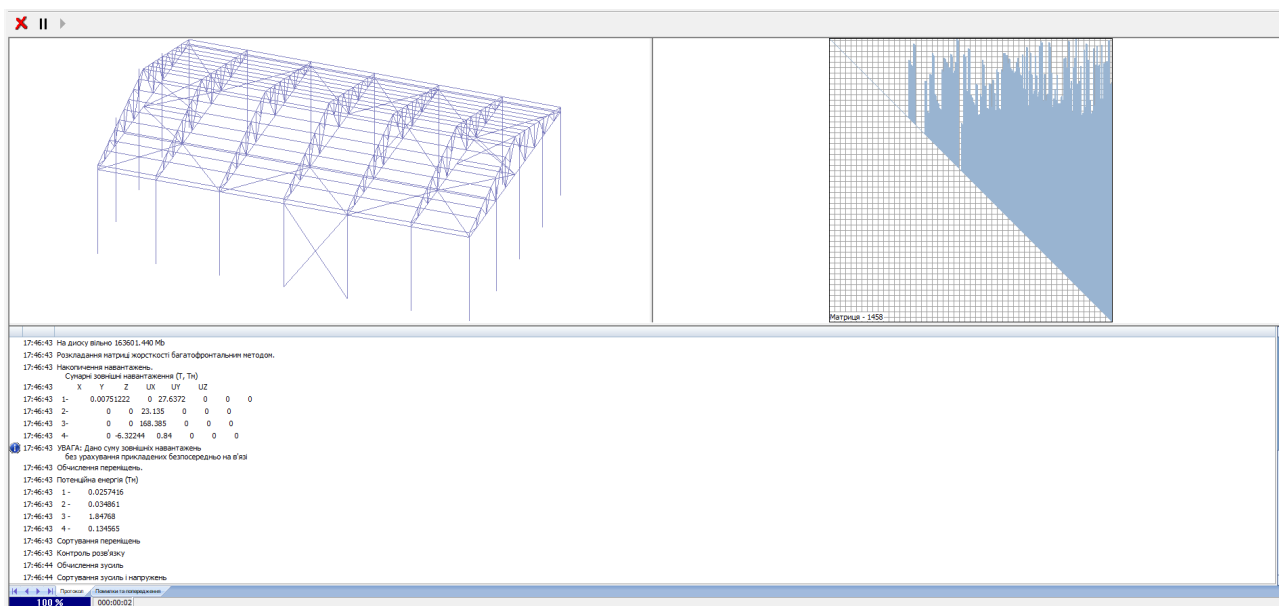 Матриця - 1458
17:46:43 На диску вільно 163601.440 Mb
17:46:43 Розкладання матриці жорсткості багатофронтальним методом.
17:46:43 Накопичення навантажень.
Сумарні зовнішні навантаження (Т, Тм)
17:46:43 X Y Z UX UY UZ
17:46:43 1- 0.00751222 0 27.6372 0 0 0
17:46:43 2- 0 0 23.135 0 0 0
17:46:43 3- 0 0 168.385 0 0 0
17:46:43 4- 0 -6.32244 0.84 0 0 0
17:46:43 УВАГА: Дано суму зовнішніх навантажень
без урахування прикладених безпосередньо на в'язі
17:46:43 Обчислення переміщень.
17:46:43 Потенційна енергія (Тм)
17:46:43 1 - 0.0257416
17:46:43 2 - 0.034861
17:46:43 3 - 1.84768
17:46:43 4 - 0.134565
17:46:43 Сортування переміщень
17:46:43 Контроль розв'язку
17:46:44 Обчислення зусиль
17:46:44 Сортування зусиль і напружень
Протокол Помилки та попередження
100 % 000:00:02